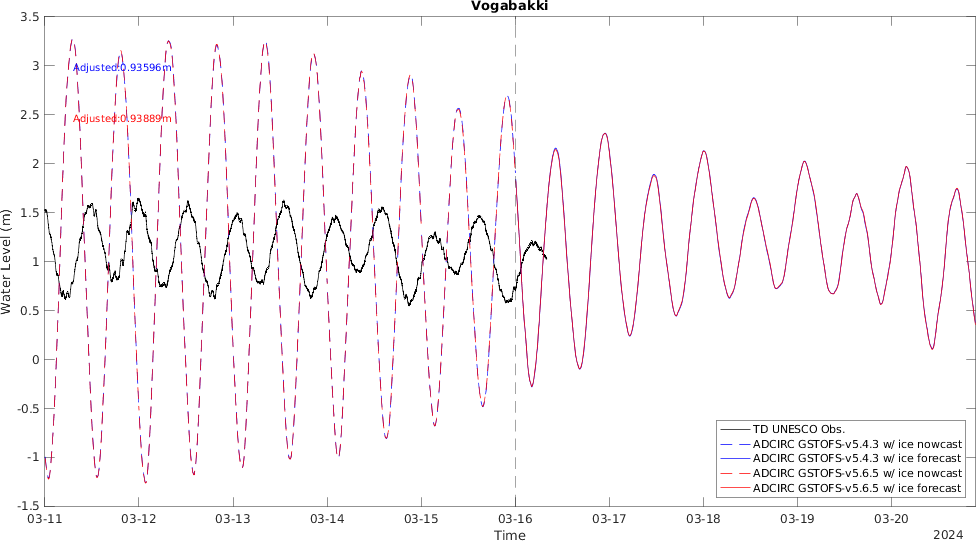 Vogabakki
3.5
3
2.5
2
1.5
1
0.5
0
-0.5
-1
-1.5
Water Level (m)
Adjusted:0.93596m
Adjusted:0.93889m
TD UNESCO Obs.
ADCIRC GSTOFS-v5.4.3 w/ ice nowcast
ADCIRC GSTOFS-v5.4.3 w/ ice forecast
ADCIRC GSTOFS-v5.6.5 w/ ice nowcast
ADCIRC GSTOFS-v5.6.5 w/ ice forecast
03-11 03-12 03-13 03-14 03-15 03-16 03-17 03-18 03-19 03-20
Time
2024